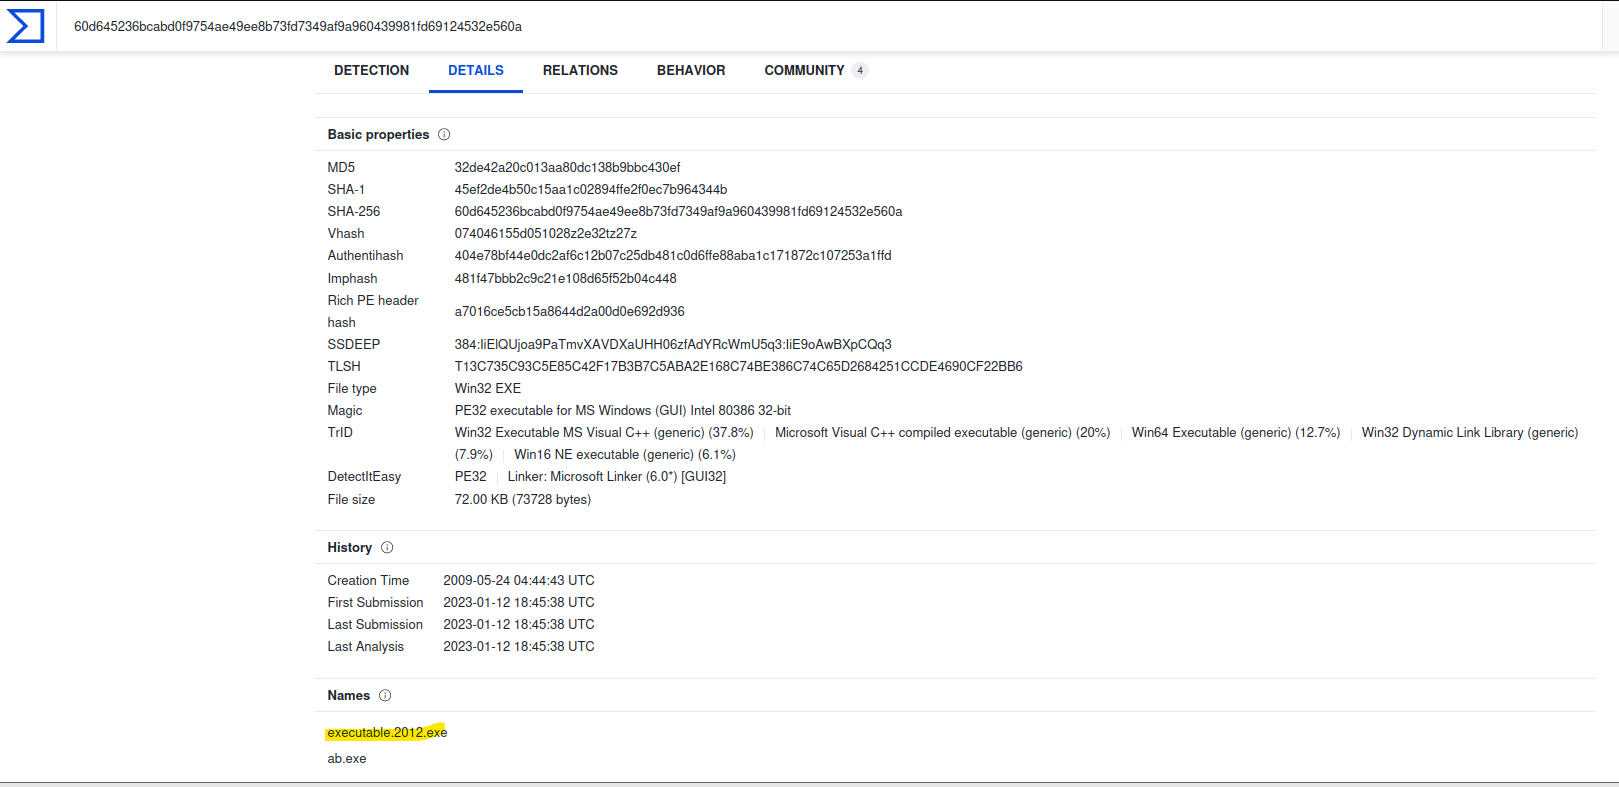 60d645236bcabd0f9754ae49ee8b73fd7349af9a960439981fd69124532e560a
DETECTION DETAILS RELATIONS BEHAVIOR COMMUNITY 4
Basic properties
MD5 32de42a20c013aa80dc138b9bbc430ef
SHA-1 45ef2de4b50c15aa1c02894ffe2f0ec7b964344b
SHA-256 60d645236bcabd0f9754ae49ee8b73fd7349af9a960439981fd69124532e560a
Vhash 074046155d051028z2e32tz27z
Authentihash 404e78bf44e0dc2af6c12b07c25db481c0d6ffe88aba1c171872c107253a1ffd
Imphash 481f47bbb2c9c21e108d65f52b04c448
Rich PE header
hash a7016ce5cb15a8644d2a00d0e692d936
SSDEEP 384:IiEIQUjoa9PaTmvXAVDXaUHH06zfAdYRcWmU5q3:IiE9oAwBXpCQq3
TLSH T13C735C93C5E85C42F17B3B7C5ABA2E168C74BE386C74C65D2684251CCDE4690CF22BB6
File type Win32 EXE
Magic PE32 executable for MS Windows (GUI) Intel 80386 32-bit
TrID Win32 Executable MS Visual C++ (generic) (37.8%) Microsoft Visual C++ compiled executable (generic) (20%) Win64 Executable (generic) (12.7%) Win32 Dynamic Link Library (generic)
(7.9%) Win16 NE executable (generic) (6.1%)
DetectItEasy PE32 Linker: Microsoft Linker (6.0*) [GUI32]
File size 72.00 KB (73728 bytes)
History
Creation Time 2009-05-24 04:44:43 UTC
First Submission 2023-01-12 18:45:38 UTC
Last Submission 2023-01-12 18:45:38 UTC
Last Analysis 2023-01-12 18:45:38 UTC
Names
executable.2012.exe
ab.exe